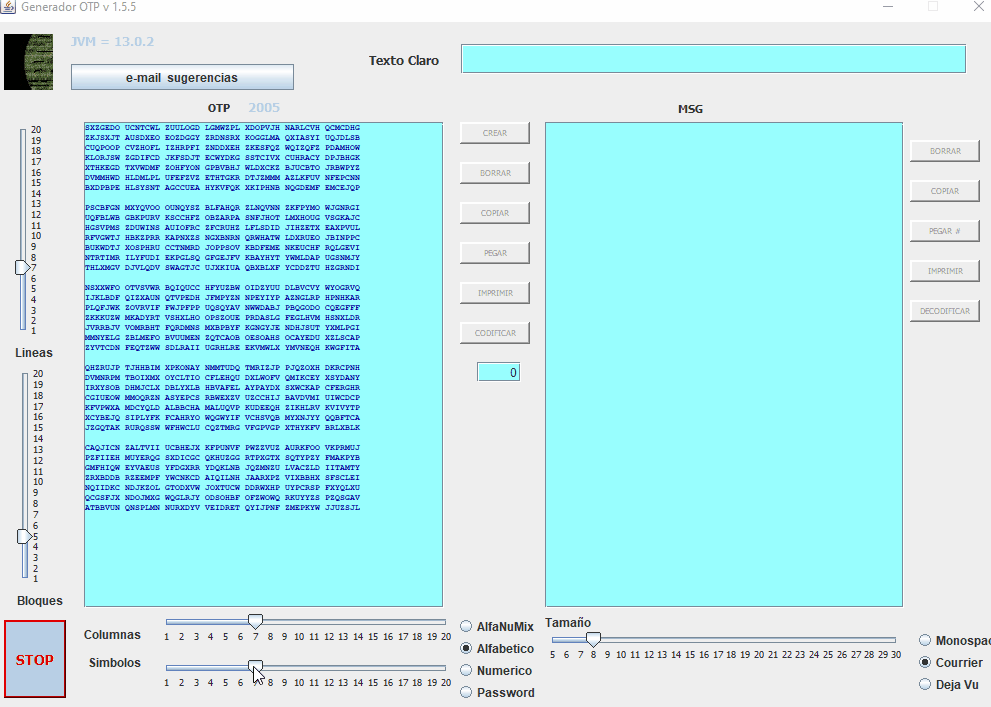 Generador OTP v 1.5.5
JVM = 13.0.2
e-mail sugerencias
Texto Claro
OTP 2005
MSG
SXZGEDO UCNTCWL ZUULOGD LGMWZPL XDOPVJH NARLCVH QCMCDHG
ZKJSXJT AUSDXEO EOZDGGY ZRDNSRX KOGGLMA QXIASYI UQJDLSB
CUQPOOP CVZHOFL IZHRPFI ZNDDXEH ZKESFQZ WQIZQFZ PDAMHOW
KLORJSW ZGDIFCD JKFSDJT ECWYDKG SSTCIVX CUHRACY DPJBHGK
XTHKEGD TXVWDMF ZOHFYON GPBVBHJ WLDXCKZ BJUCBTO JRBWPYZ
DVMMHWD HLDMLPL UFEFZVZ ETHTGKR DTJZMMM AZLKFUV NFEPCNN
BXDPBPE HLSYSNT AGCCUEA HYKVFQK XKIPHNB NQGDEMF EMCEJQP
PSCBFGN MXYQVOO OUNQYSZ BLFAHQR ZLNQVNN ZKFPYMO WJGNRGI
UQFBLWB GBKPURV KSCCHFZ OBZARPA SNFJHOT LMXHOUG VSGKAJC
HGSVPMS ZDUWINS AUIOFRC ZFCRUHZ LFLSDID JIHZETX EAXPVUL
RFVGWTJ HBKZPRR KAPNXZS NGXBNRN QRWHATW LDXRUEO JBINPPC
BUKWDTJ XOSPHRU CCTNMRD JOPPSOV KBDFEME NKEUCHF RQLGEVI
NTRTIMR ILYFUDI EKPGLSQ GFGEJFV KBAYHYT YWMLDAP UGSNMJY
THLXMGV DJVLQDV SWAGTJC UJXKIUA QBXBLXF YCDDZTU HZGRNDI
NSXXWFO OTVSVWR BQIQUCC HFYUZBW OIDZYUU DLBVCVY WYOGRVQ
IJKLBDF QIZXAUN QTVPEDH JFMPYZN NPEYIYP AZNGLRP HPNHKAR
PLQFJWK ZOVRVIF FWJPFPP UQSQYAV NWWDABJ PBQGODO CQEGFFF
ZKKKUZW MKADYRT VSHXLHO OPSZOUE PRDASLG FEGLHVM HSNXLDR
JVRRBJV VOMRBHT FQRDMNS MXBPBYF KGNGYJE NDHJSUT YXMLPGI
MMNYELG ZBLMEFO BVUUMEN ZQTCAOB OESOAHS OCAYEDU XZLSCAP
ZYVTCDN FEQTZWW SDLRAII UGRHLRE EKVMWLX YMVNEQH KWGFITA
QHZRUJP TJHHBIM XPKONAY NMMTUDQ TMRIZJP PJQZOXH DKRCPNH
DVMNRPM TBOIXMX OYCLTIO CFLEHQU DXLWOFV QMIKCEY XSYDANY
IRXYSOB DHMJCLX DBLYXLB HBVAFEL AYPAYDX SXWCKAP CFERGHR
CGIUEOW MMOQRZN ASYEPCS RBWEXZV UZCCHIJ BAVDVMI UIWCDCP
KFVPWXA MDCYQLD ALBBCHA MALUQVP KUDEEQH ZIKHLRV KVIVYTP
XCYBEJQ SIPLYFK FCAHRYO WQGWYIF VCHSVQB MYXNJYY QQBFTCA
JZGQTAK RURQSSW WFHWCLU CQZTMRG VFGPVGP XTHYKFV BRLXBLK
CAQJICN ZALTVII UCBHEJX KFPUNVF PWZZVUZ AURKFOO VKPRMUJ
PZFIIEH MUYERQG SXDICGC QKHUZGG RTPXGTX SQTYPZY FMAKPYB
GMFHIQW EYVAEUS YFDGXRR YDQKLNB JQZMNZU LVACZLD IITAMTY
ZRXBDDB RZEEMPF YWCNKCD AIQILNH JAARXPZ VIXBBHX SFSCLEI
NQIIDKC NDJKZOL GTODXVW JOXTUCW DDRWXHP UYPCRSP FXYQLXU
QCGSFJX NDOJMXG WQGLRJY ODSOHBF OFZWOWQ RKUYYZS PZQSGAV
ATBBVUN QNSPLMN NURXDYV VEIDRET QYIJPNF ZMEPKYW JJUZSJL
CREAR
BORRAR
COPIAR
PEGAR
IMPRIMIR
CODIFICAR
0
BORRAR
COPIAR
PEGAR #
IMPRIMIR
DECODIFICAR
20
19
18
17
16
15
14
13
12
11
10
9
8
7
6
5
4
3
2
1
Lineas
20
19
18
17
16
15
14
13
12
11
10
9
8
7
6
5
4
3
2
1
Bloques
STOP
Columnas
1 2 3 4 5 6 7 8 9 10 11 12 13 14 15 16 17 18 19 20
Simbolos
1 2 3 4 5 6 8 9 10 11 12 13 14 15 16 17 18 19 20
AlfaNuMix
Alfabetico
Numerico
Password
Tamaño
5 6 7 8 9 10 11 12 13 14 15 16 17 18 19 20 21 22 23 24 25 26 27 28 29 30
Monospac
Courrier
Deja Vu